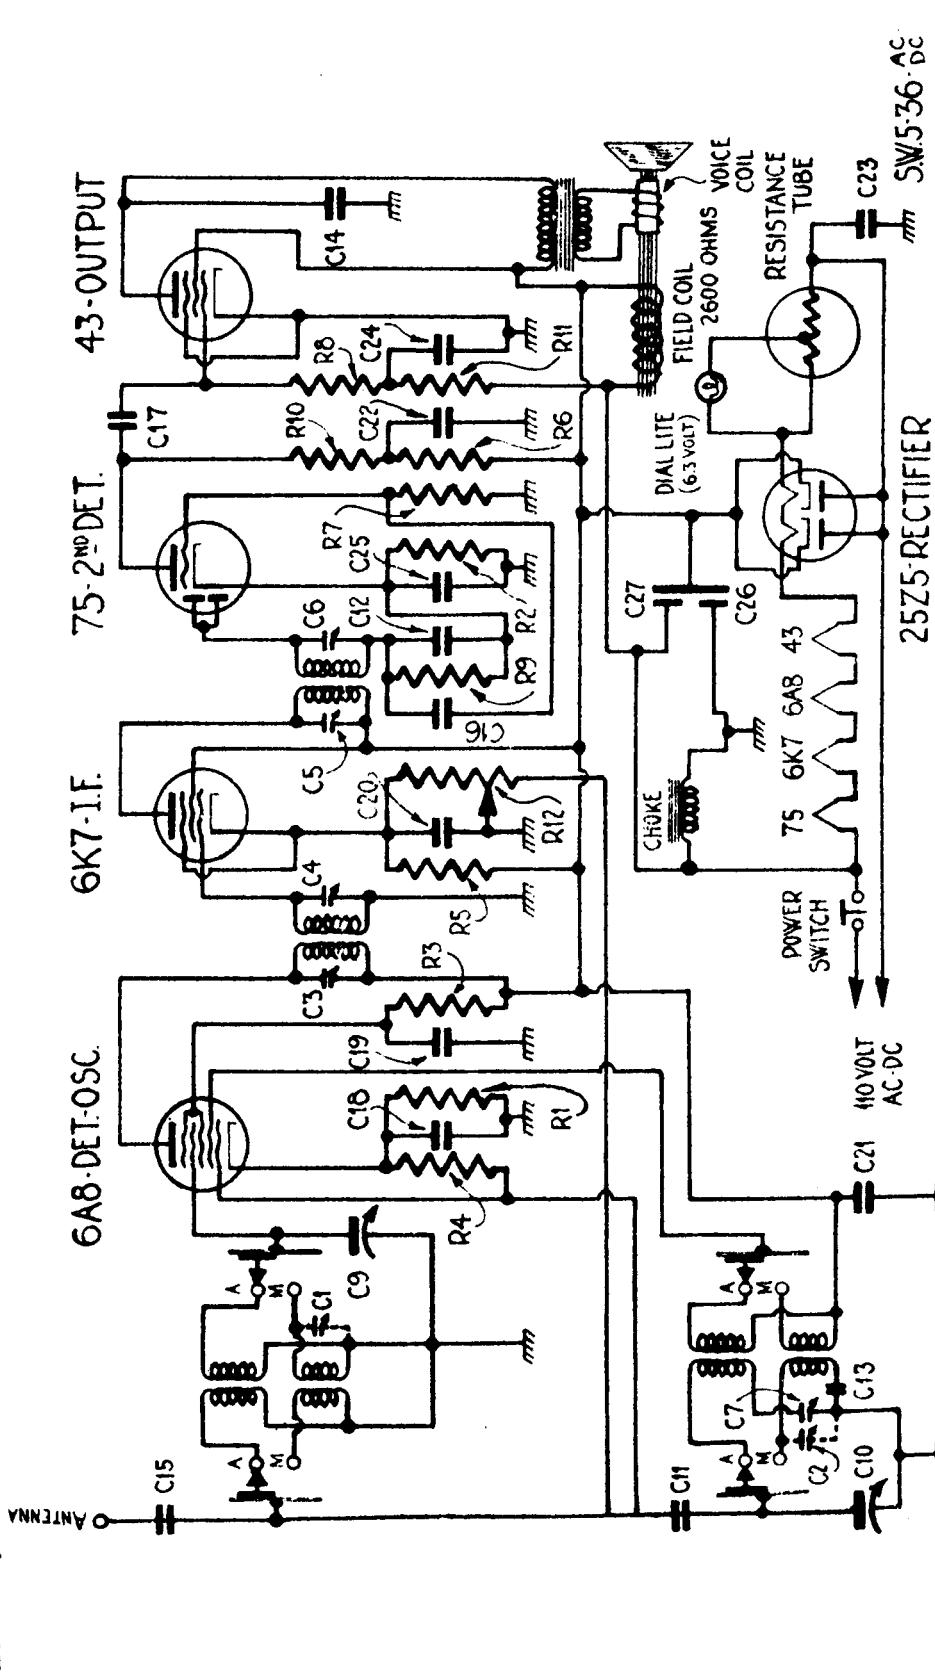 6A8-DET-OSC.
6K7-I.F.
75-2ND DET.
43-OUTPUT
ANTENNA
C15
A
M
A
M
C1
C9
R4
C18
R1
C19
C3
R3
C4
R5
C20
R12
C5
C6
C16
R9
C12
R2
C25
R7
C17
R10
C22
R6
R8
C24
R11
C14
FIELD COIL
2600 OHMS
VOICE
COIL
DIAL LITE
(6.3 VOLT)
RESISTANCE
TUBE
C23
S.W.5-36-AC
DC
C27
C26
CHOKE
POWER
SWITCH
75
6K7
6A8
43
25Z5-RECTIFIER
110 VOLT
AC-DC
C21
C11
A
M
A
M
C7
C2
C10
C13